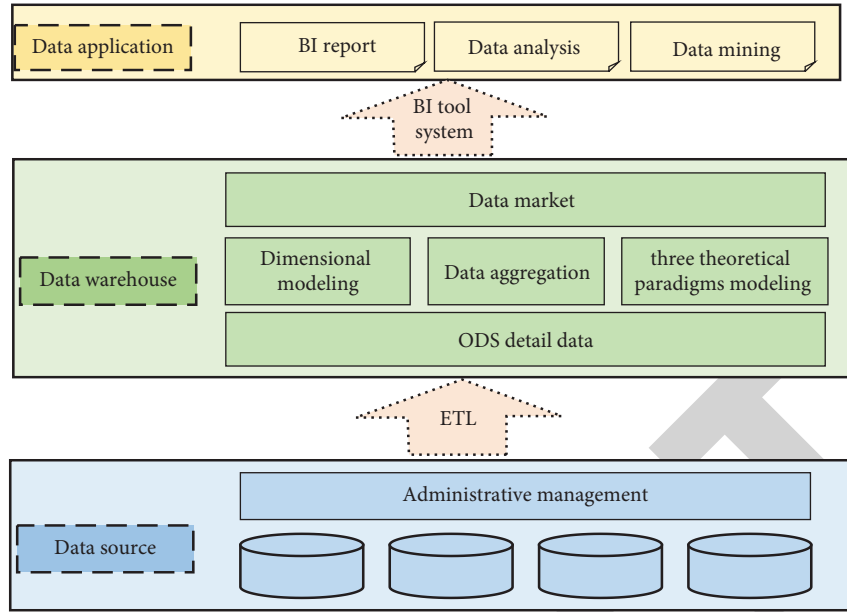 Data application
BI report
Data analysis
Data mining
BI tool
system
Data market
Data warehouse
Dimensional
modeling
Data aggregation
three theoretical
paradigms modeling
ODS detail data
ETL
Administrative management
Data source